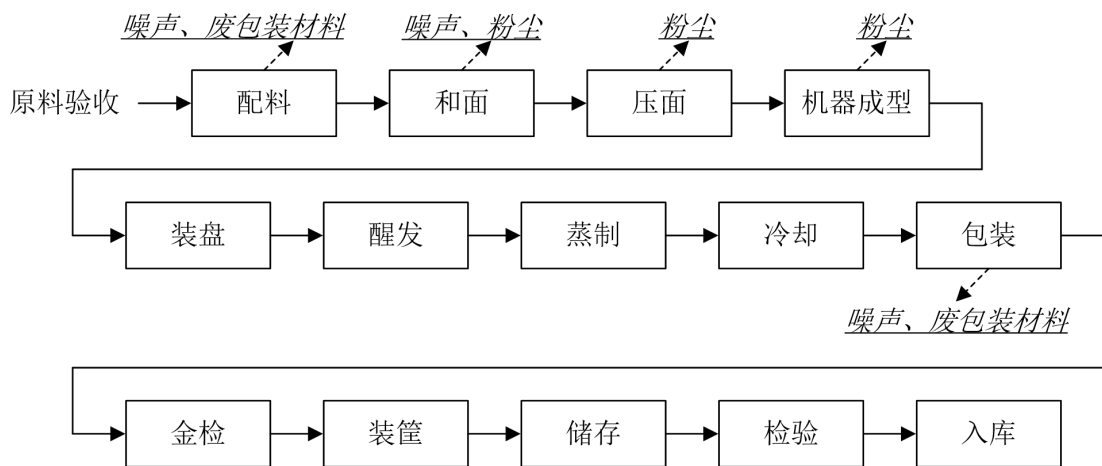 噪声、废包装材料 噪声、粉尘 粉尘 粉尘
原料验收 配料 和面 压面 机器成型
装盘 醒发 蒸制 冷却 包装
噪声、废包装材料
金检 装筐 储存 检验 入库